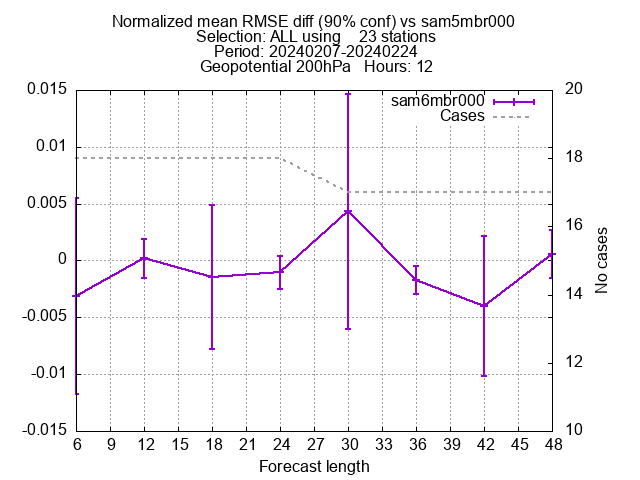 Normalized mean RMSE diff (90% conf) vs sam5mbr000
Selection: ALL using    23 stations
Period: 20240207-20240224
Geopotential 200hPa   Hours: 12
sam6mbr000
Cases
0.015
0.01
0.005
0
-0.005
-0.01
-0.015
20
18
16
14
12
10
No cases
6 9 12 15 18 21 24 27 30 33 36 39 42 45 48
Forecast length